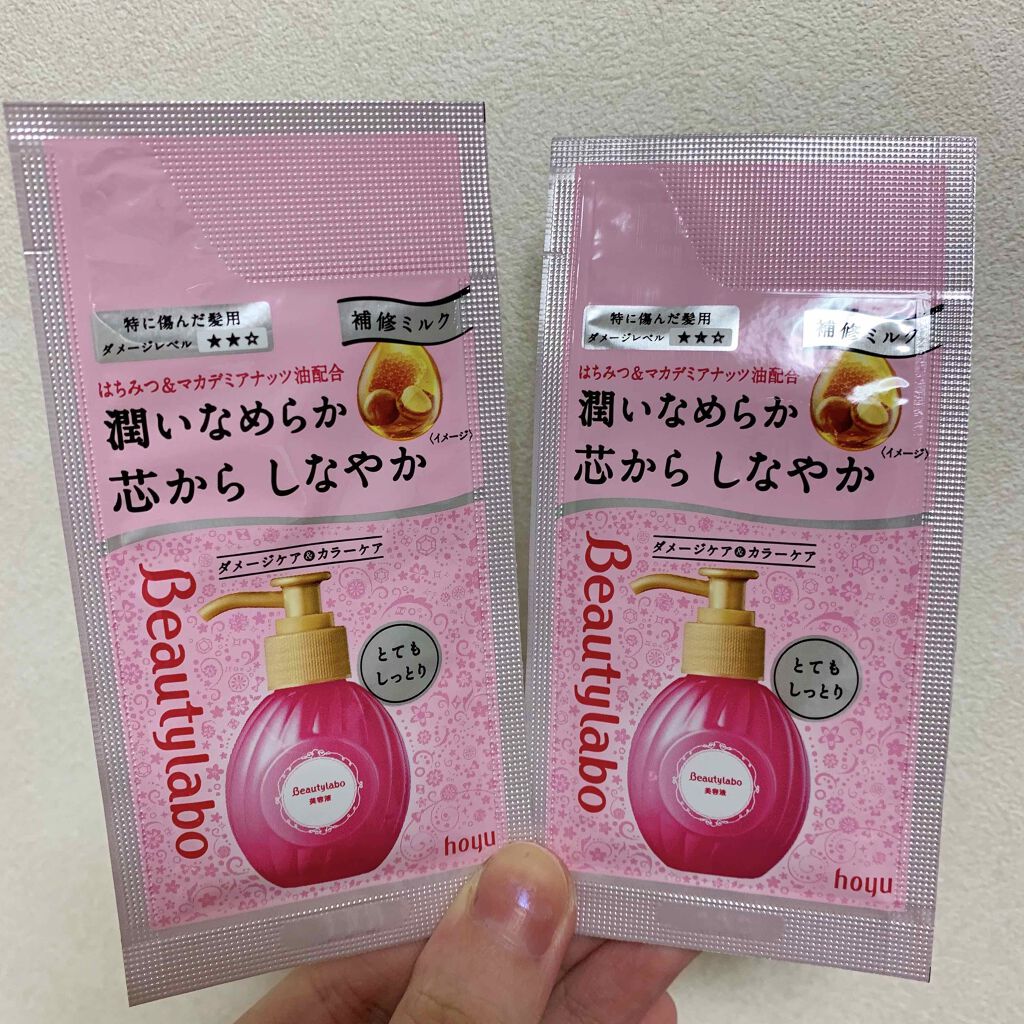 特に傷んだ髪用
ダメージレベル ★★☆
補修ミルク
はちみつ&マカデミアナッツ油配合
潤いなめらか
〈イメージ〉
芯から しなやか
ダメージケア&カラーケア
Beautylabo
とても
しっとり
Beautylabo
美容液
hoyu
特に傷んだ髪用
ダメージレベル ★★☆
補修ミルク
はちみつ&マカデミアナッツ油配合
潤いなめらか
〈イメージ〉
芯から しなやか
ダメージケア&カラーケア
Beautylabo
とても
しっとり
Beautylabo
美容液
hoyu